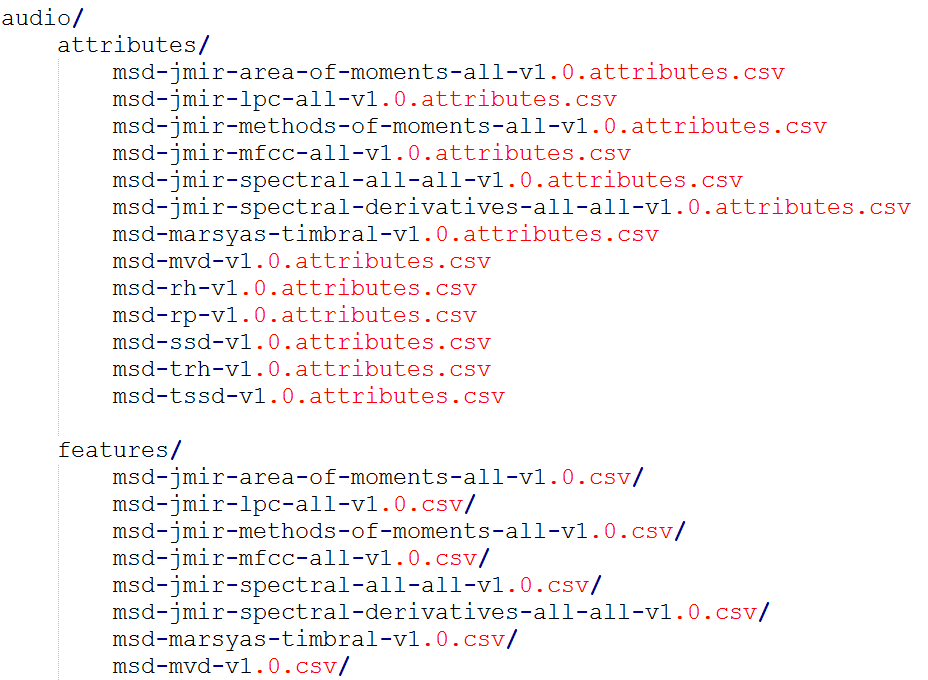 audio/
attributes/
msd-jmir-area-of-moments-all-v1.0.attributes.csv
msd-jmir-lpc-all-v1.0.attributes.csv
msd-jmir-methods-of-moments-all-v1.0.attributes.csv
msd-jmir-mfcc-all-v1.0.attributes.csv
msd-jmir-spectral-all-all-v1.0.attributes.csv
msd-jmir-spectral-derivatives-all-all-v1.0.attributes.csv
msd-marsyas-timbral-v1.0.attributes.csv
msd-mvd-v1.0.attributes.csv
msd-rh-v1.0.attributes.csv
msd-rp-v1.0.attributes.csv
msd-ssd-v1.0.attributes.csv
msd-trh-v1.0.attributes.csv
msd-tssd-v1.0.attributes.csv
features/
msd-jmir-area-of-moments-all-v1.0.csv/
msd-jmir-lpc-all-v1.0.csv/
msd-jmir-methods-of-moments-all-v1.0.csv/
msd-jmir-mfcc-all-v1.0.csv/
msd-jmir-spectral-all-all-v1.0.csv/
msd-jmir-spectral-derivatives-all-all-v1.0.csv/
msd-marsyas-timbral-v1.0.csv/
msd-mvd-v1.0.csv/